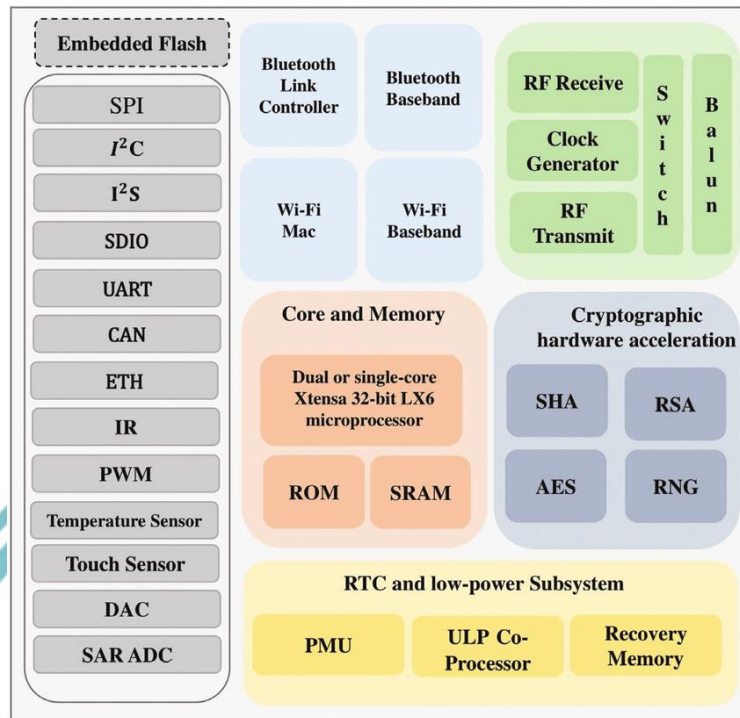 Embedded Flash
SPI
I²C
I²S
SDIO
UART
CAN
ETH
IR
PWM
Temperature Sensor
Touch Sensor
DAC
SAR ADC
Bluetooth
Link
Controller
Bluetooth
Baseband
Wi-Fi
Mac
Wi-Fi
Baseband
RF Receive
Clock
Generator
RF
Transmit
Switch
Balun
Core and Memory
Dual or single-core
Xtensa 32-bit LX6
microprocessor
ROM
SRAM
Cryptographic
hardware acceleration
SHA
RSA
AES
RNG
RTC and low-power Subsystem
PMU
ULP Co-
Processor
Recovery
Memory